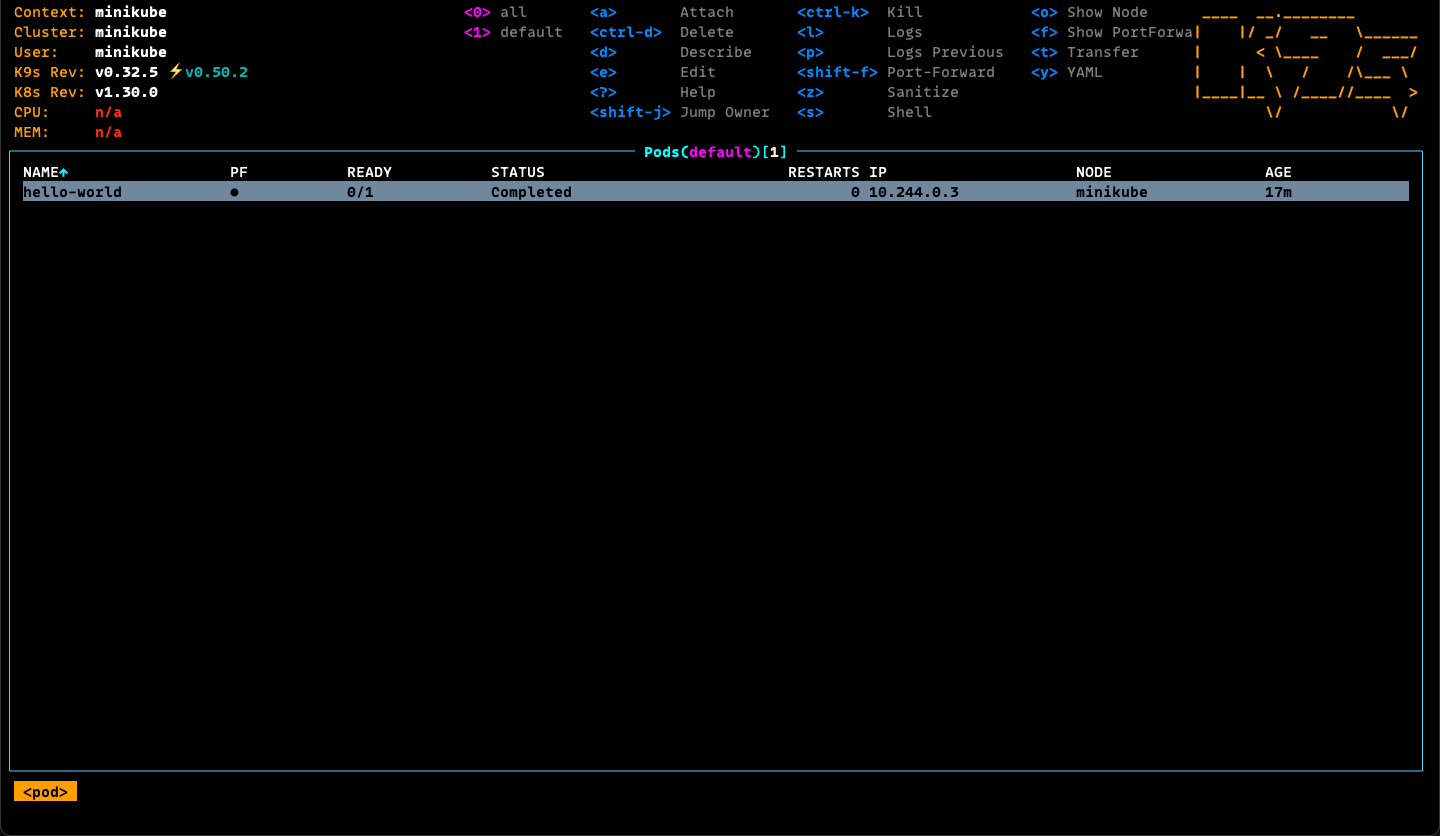 Context: minikube <0> all <a> Attach <ctrl-k> Kill <o> Show Node
Cluster: minikube <1> default <ctrl-d> Delete <l> Logs <f> Show PortForwa
User: minikube <d> Describe <p> Logs Previous <t> Transfer
K9s Rev: v0.32.5 ⚡v0.50.2 <e> Edit <shift-f> Port-Forward <y> YAML
K8s Rev: v1.30.0 <?> Help <z> Sanitize
CPU: n/a <shift-j> Jump Owner <s> Shell
MEM: n/a
Pods(default)[1]
NAME↑ PF READY STATUS RESTARTS IP NODE AGE
hello-world ● 0/1 Completed 0 10.244.0.3 minikube 17m
<pod>